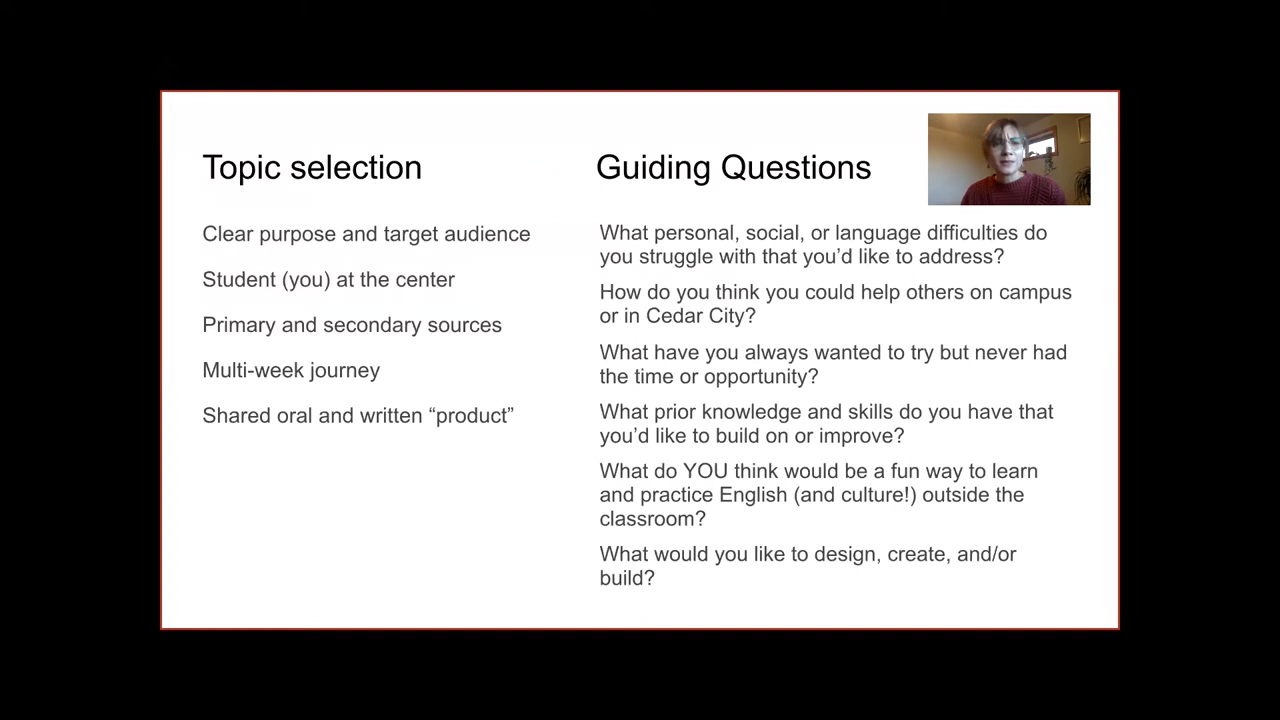 Topic selection
Clear purpose and target audience
Student (you) at the center
Primary and secondary sources
Multi-week journey
Shared oral and written “product”
Guiding Questions
What personal, social, or language difficulties do
you struggle with that you’d like to address?
How do you think you could help others on campus
or in Cedar City?
What have you always wanted to try but never had
the time or opportunity?
What prior knowledge and skills do you have that
you’d like to build on or improve?
What do YOU think would be a fun way to learn
and practice English (and culture!) outside the
classroom?
What would you like to design, create, and/or
build?